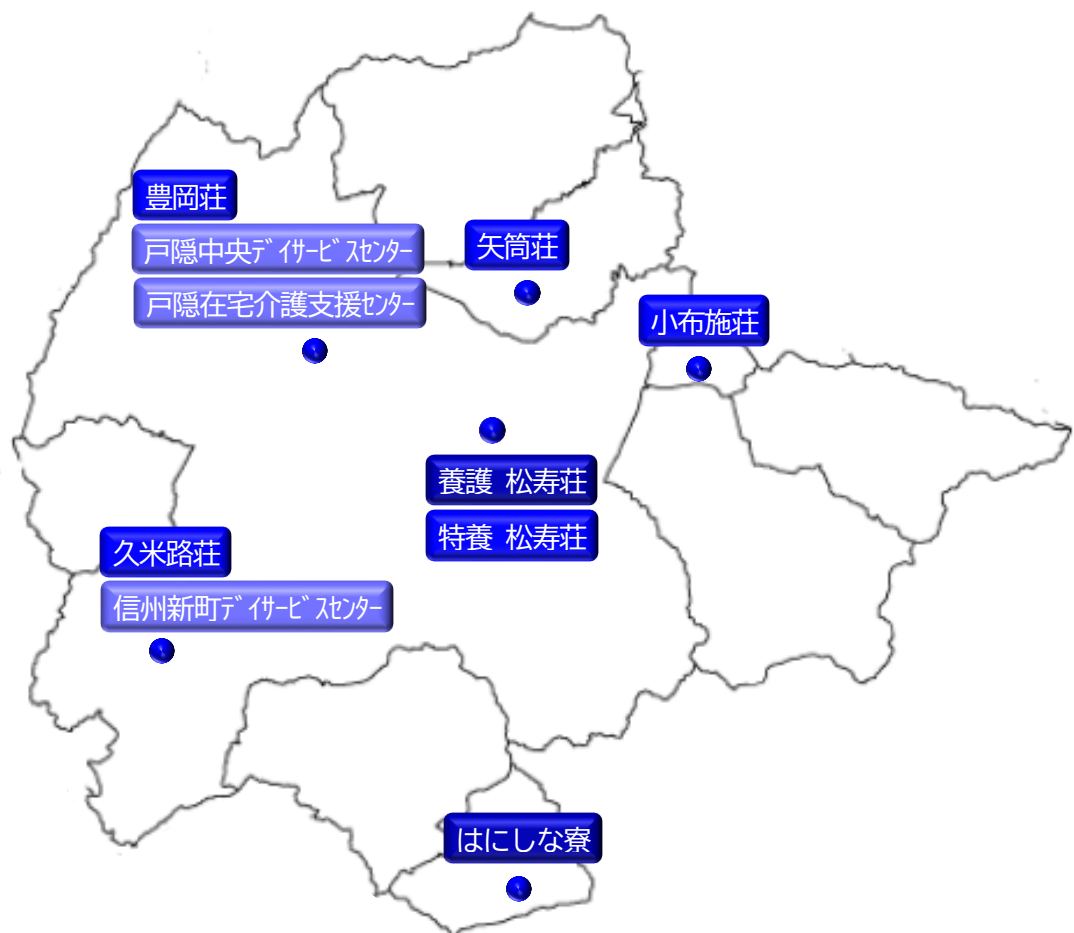 豊岡荘
戸隠中央ﾃﾞｲｻｰﾋﾞｽｾﾝﾀｰ
戸隠在宅介護支援ｾﾝﾀｰ
矢筒荘
小布施荘
養護 松寿荘
特養 松寿荘
久米路荘
信州新町ﾃﾞｲｻｰﾋﾞｽｾﾝﾀｰ
はにしな寮